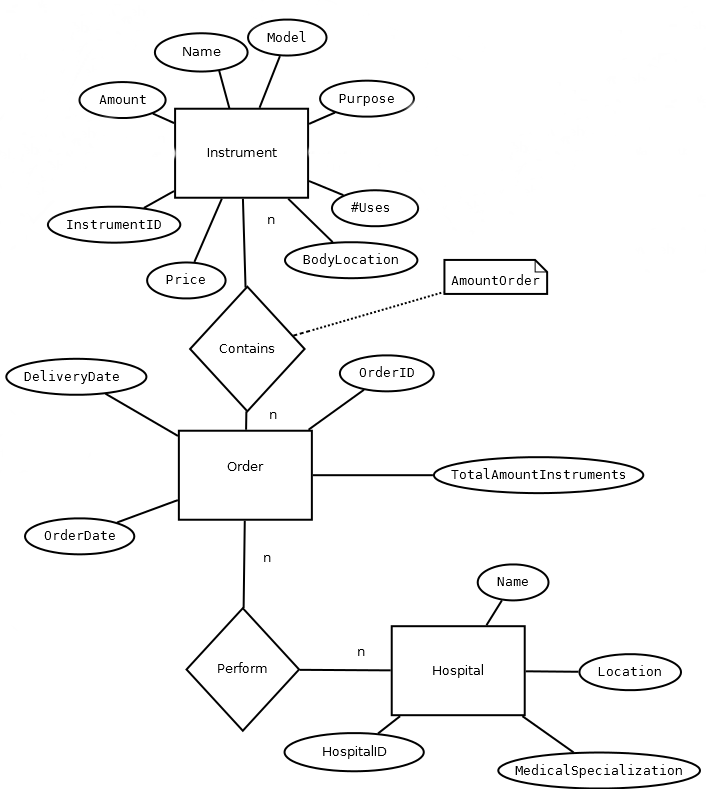 Model
Name
Amount
Purpose
Instrument
#Uses
n
InstrumentID
BodyLocation
Price
AmountOrder
Contains
OrderID
DeliveryDate
n
Order
TotalAmountInstruments
OrderDate
n
Name
n
Perform
Hospital
Location
HospitalID
MedicalSpecialization